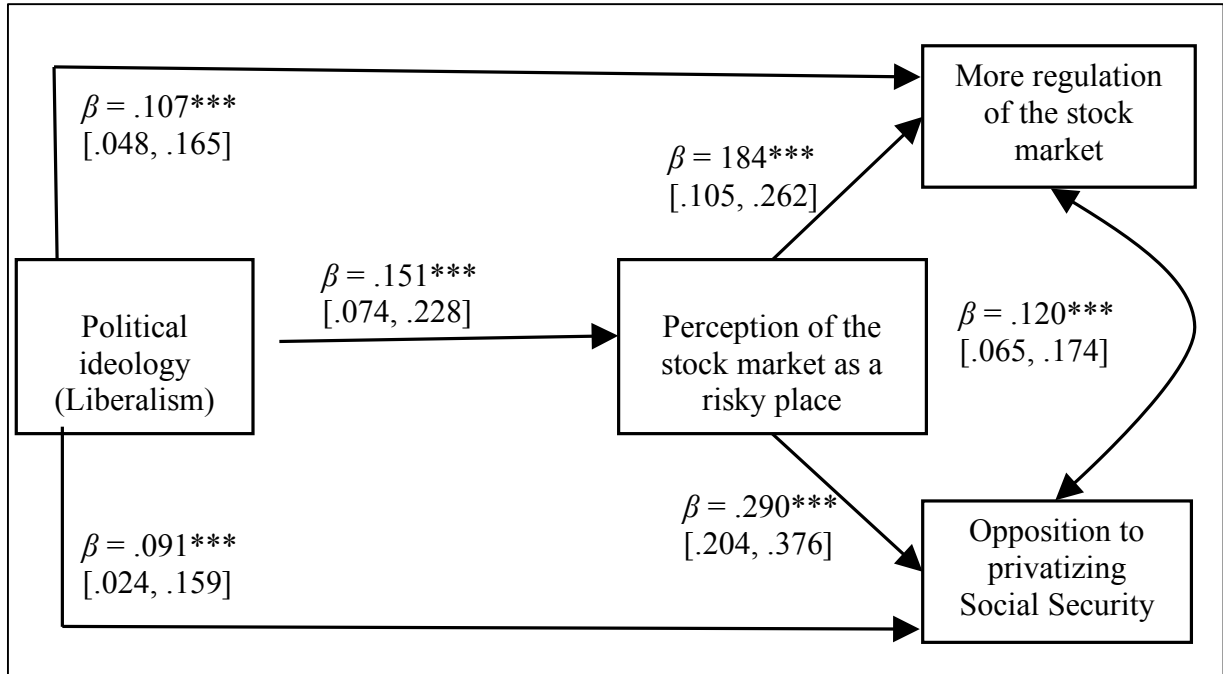 More regulation
of the stock
market
β = .107***
[.048, .165]
β = 184***
[.105, .262]
β = .151***
[.074, .228]
Political
ideology
(Liberalism)
Perception of the
stock market as a
risky place
β = .120***
[.065, .174]
β = .091***
[.024, .159]
β = .290***
[.204, .376]
Opposition to
privatizing
Social Security